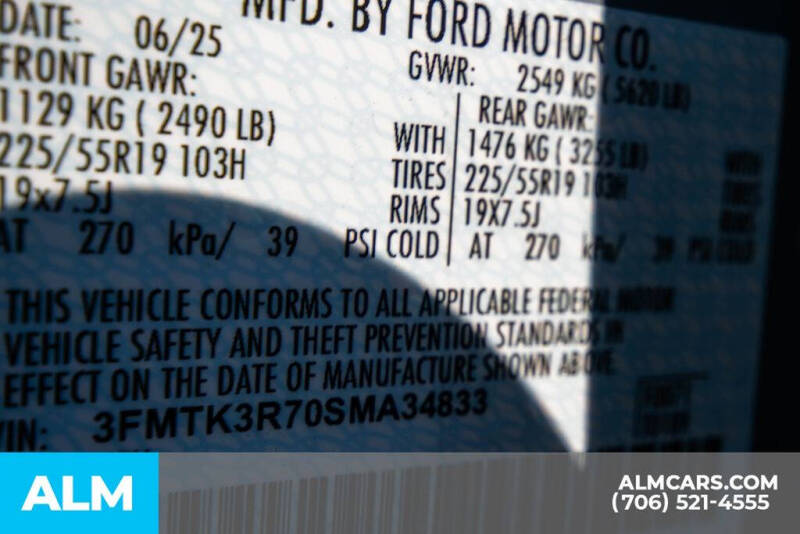 MFD. BY FORD MOTOR CO.
DATE: 06/25 GVWR: 2549 KG ( 5620 LB)
FRONT GAWR: REAR GAWR:
1129 KG ( 2490 LB) WITH 1476 KG ( 3255 LB) WITH
225/55R19 103H TIRES 225/55R19 103H TIRES
19x7.5J RIMS 19X7.5J RIMS
AT 270 kPa/ 39 PSI COLD AT 270 kPa/ 39 PSI COLD
THIS VEHICLE CONFORMS TO ALL APPLICABLE FEDERAL MOTOR
VEHICLE SAFETY AND THEFT PREVENTION STANDARDS IN
EFFECT ON THE DATE OF MANUFACTURE SHOWN ABOVE
VIN: 3FMTK3R70SMA34833
ALM
ALMCARS.COM
(706) 521-4555